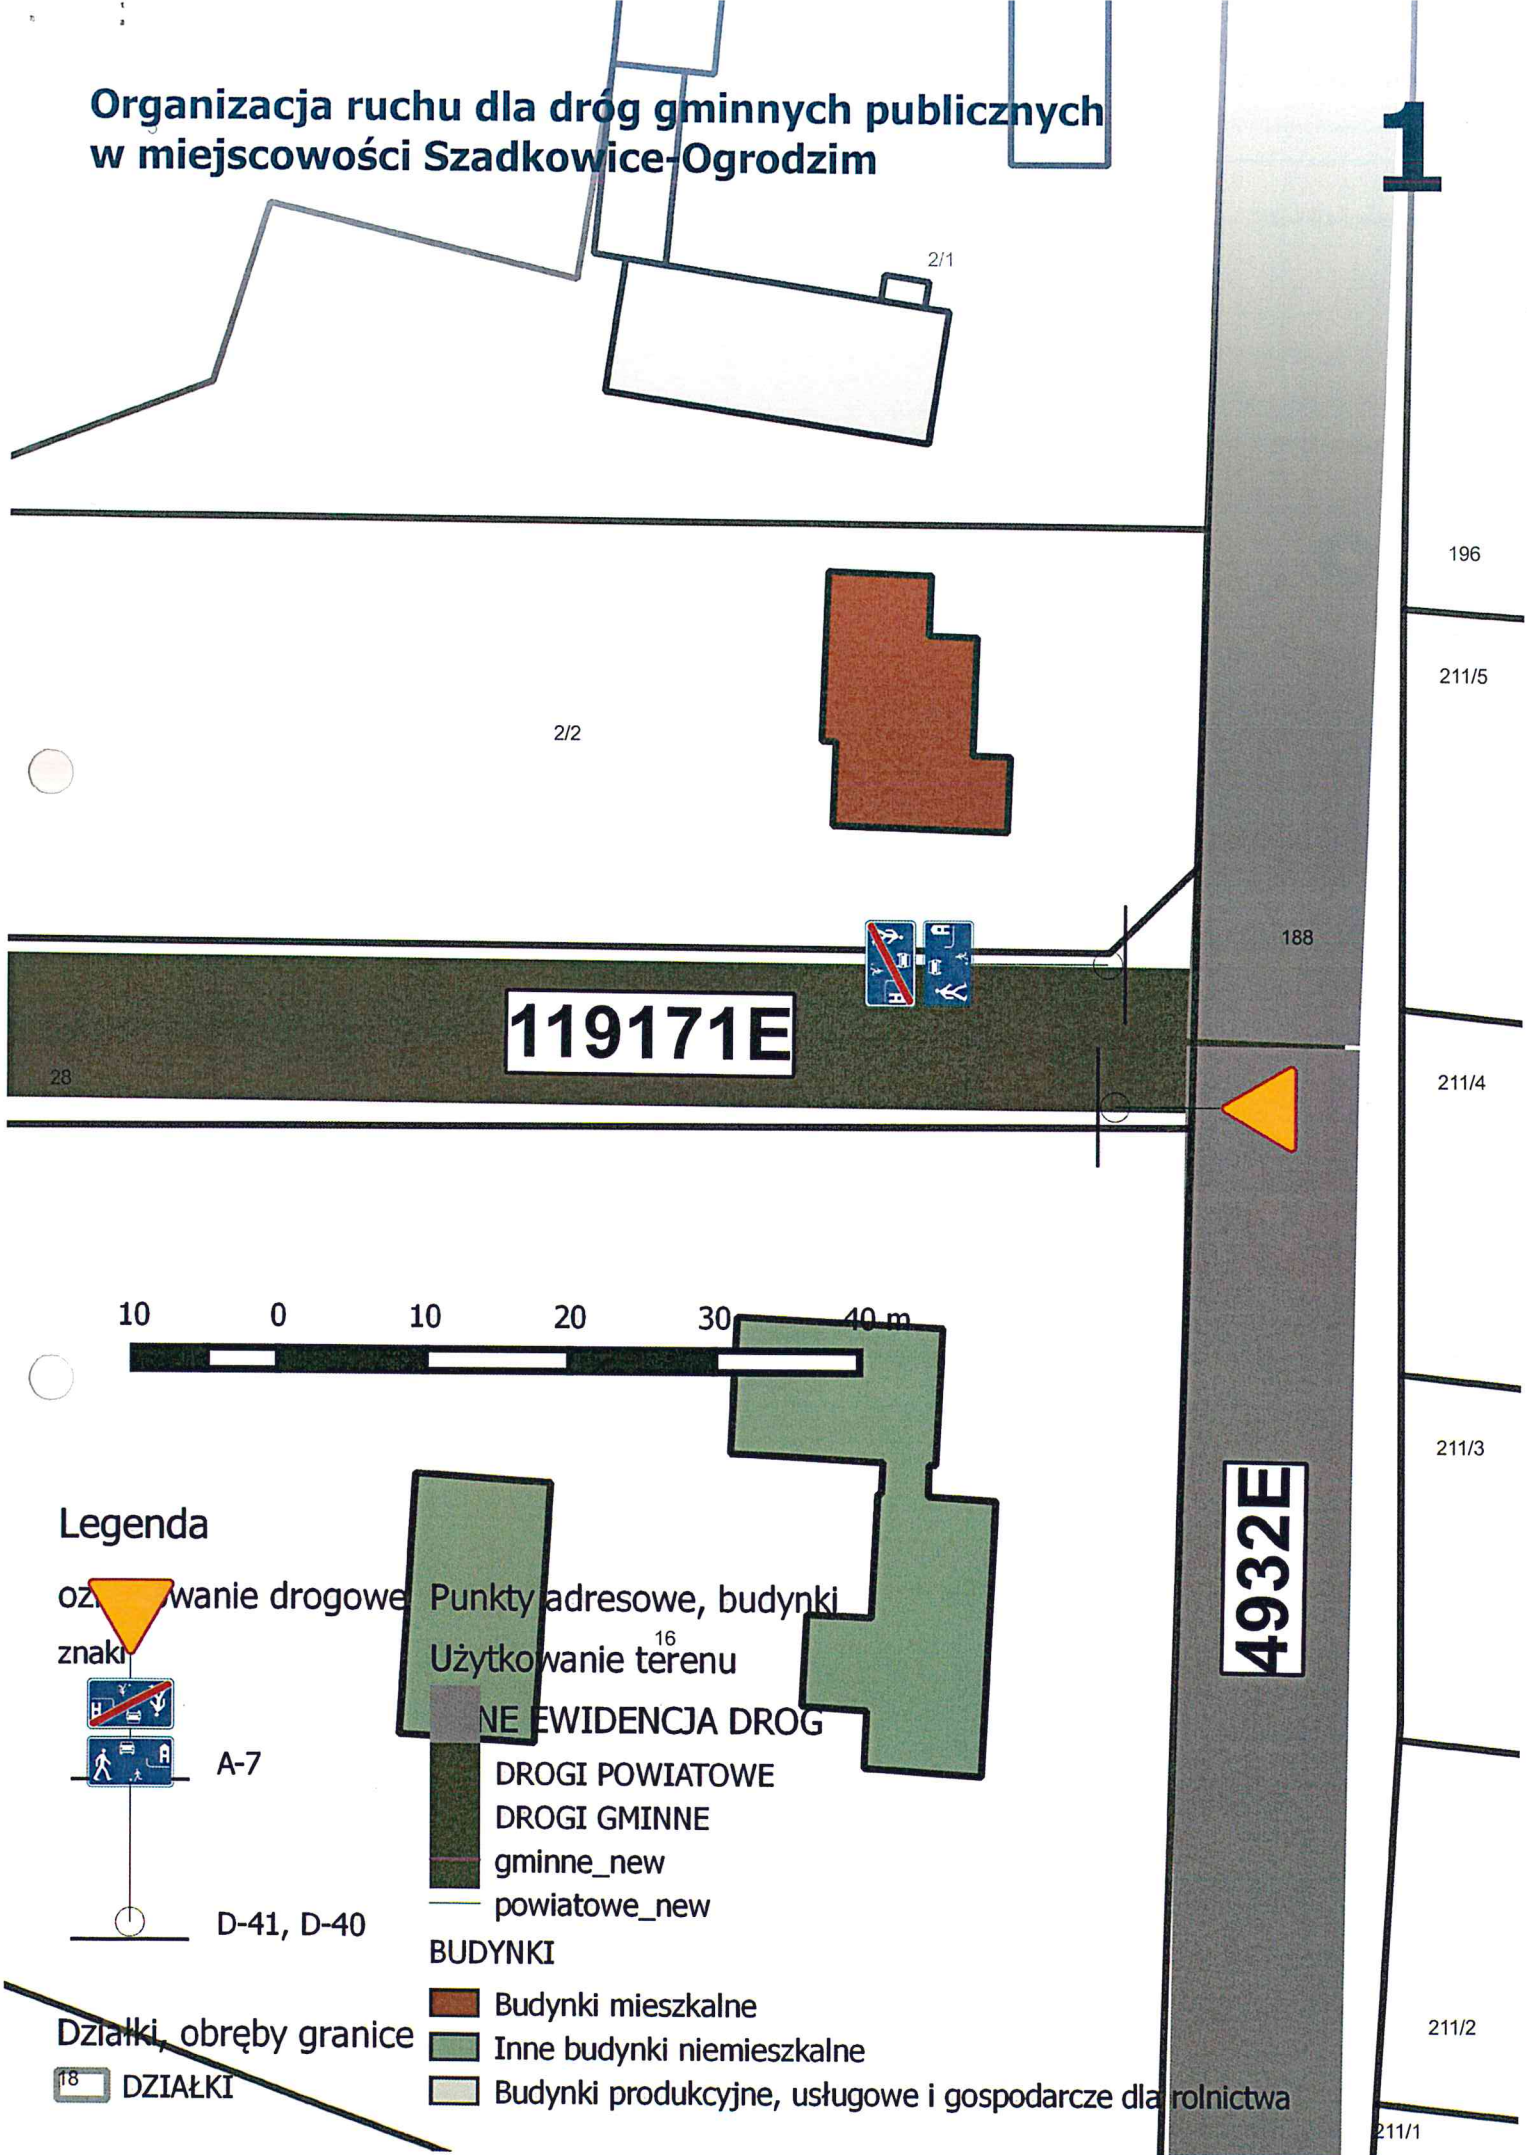 Organizacja ruchu dla dróg gminnych publicznych
w miejscowości Szadkowice-Ogrodzim
1
2/1
196
211/5
2/2
188
119171E
28
211/4
10 0 10 20 30 40 m
211/3
4932E
Legenda
drogowe
znaki
A-7
D-41, D-40
Działki, obręby granice
18 DZIAŁKI
Punkty adresowe, budynki
16
Użytkowanie terenu
NE EWIDENCJA DROG
DROGI POWIATOWE
DROGI GMINNE
gminne_new
powiatowe_new
BUDYNKI
Budynki mieszkalne
Inne budynki niemieszkalne
Budynki produkcyjne, usługowe i gospodarcze dla rolnictwa
211/2
211/1